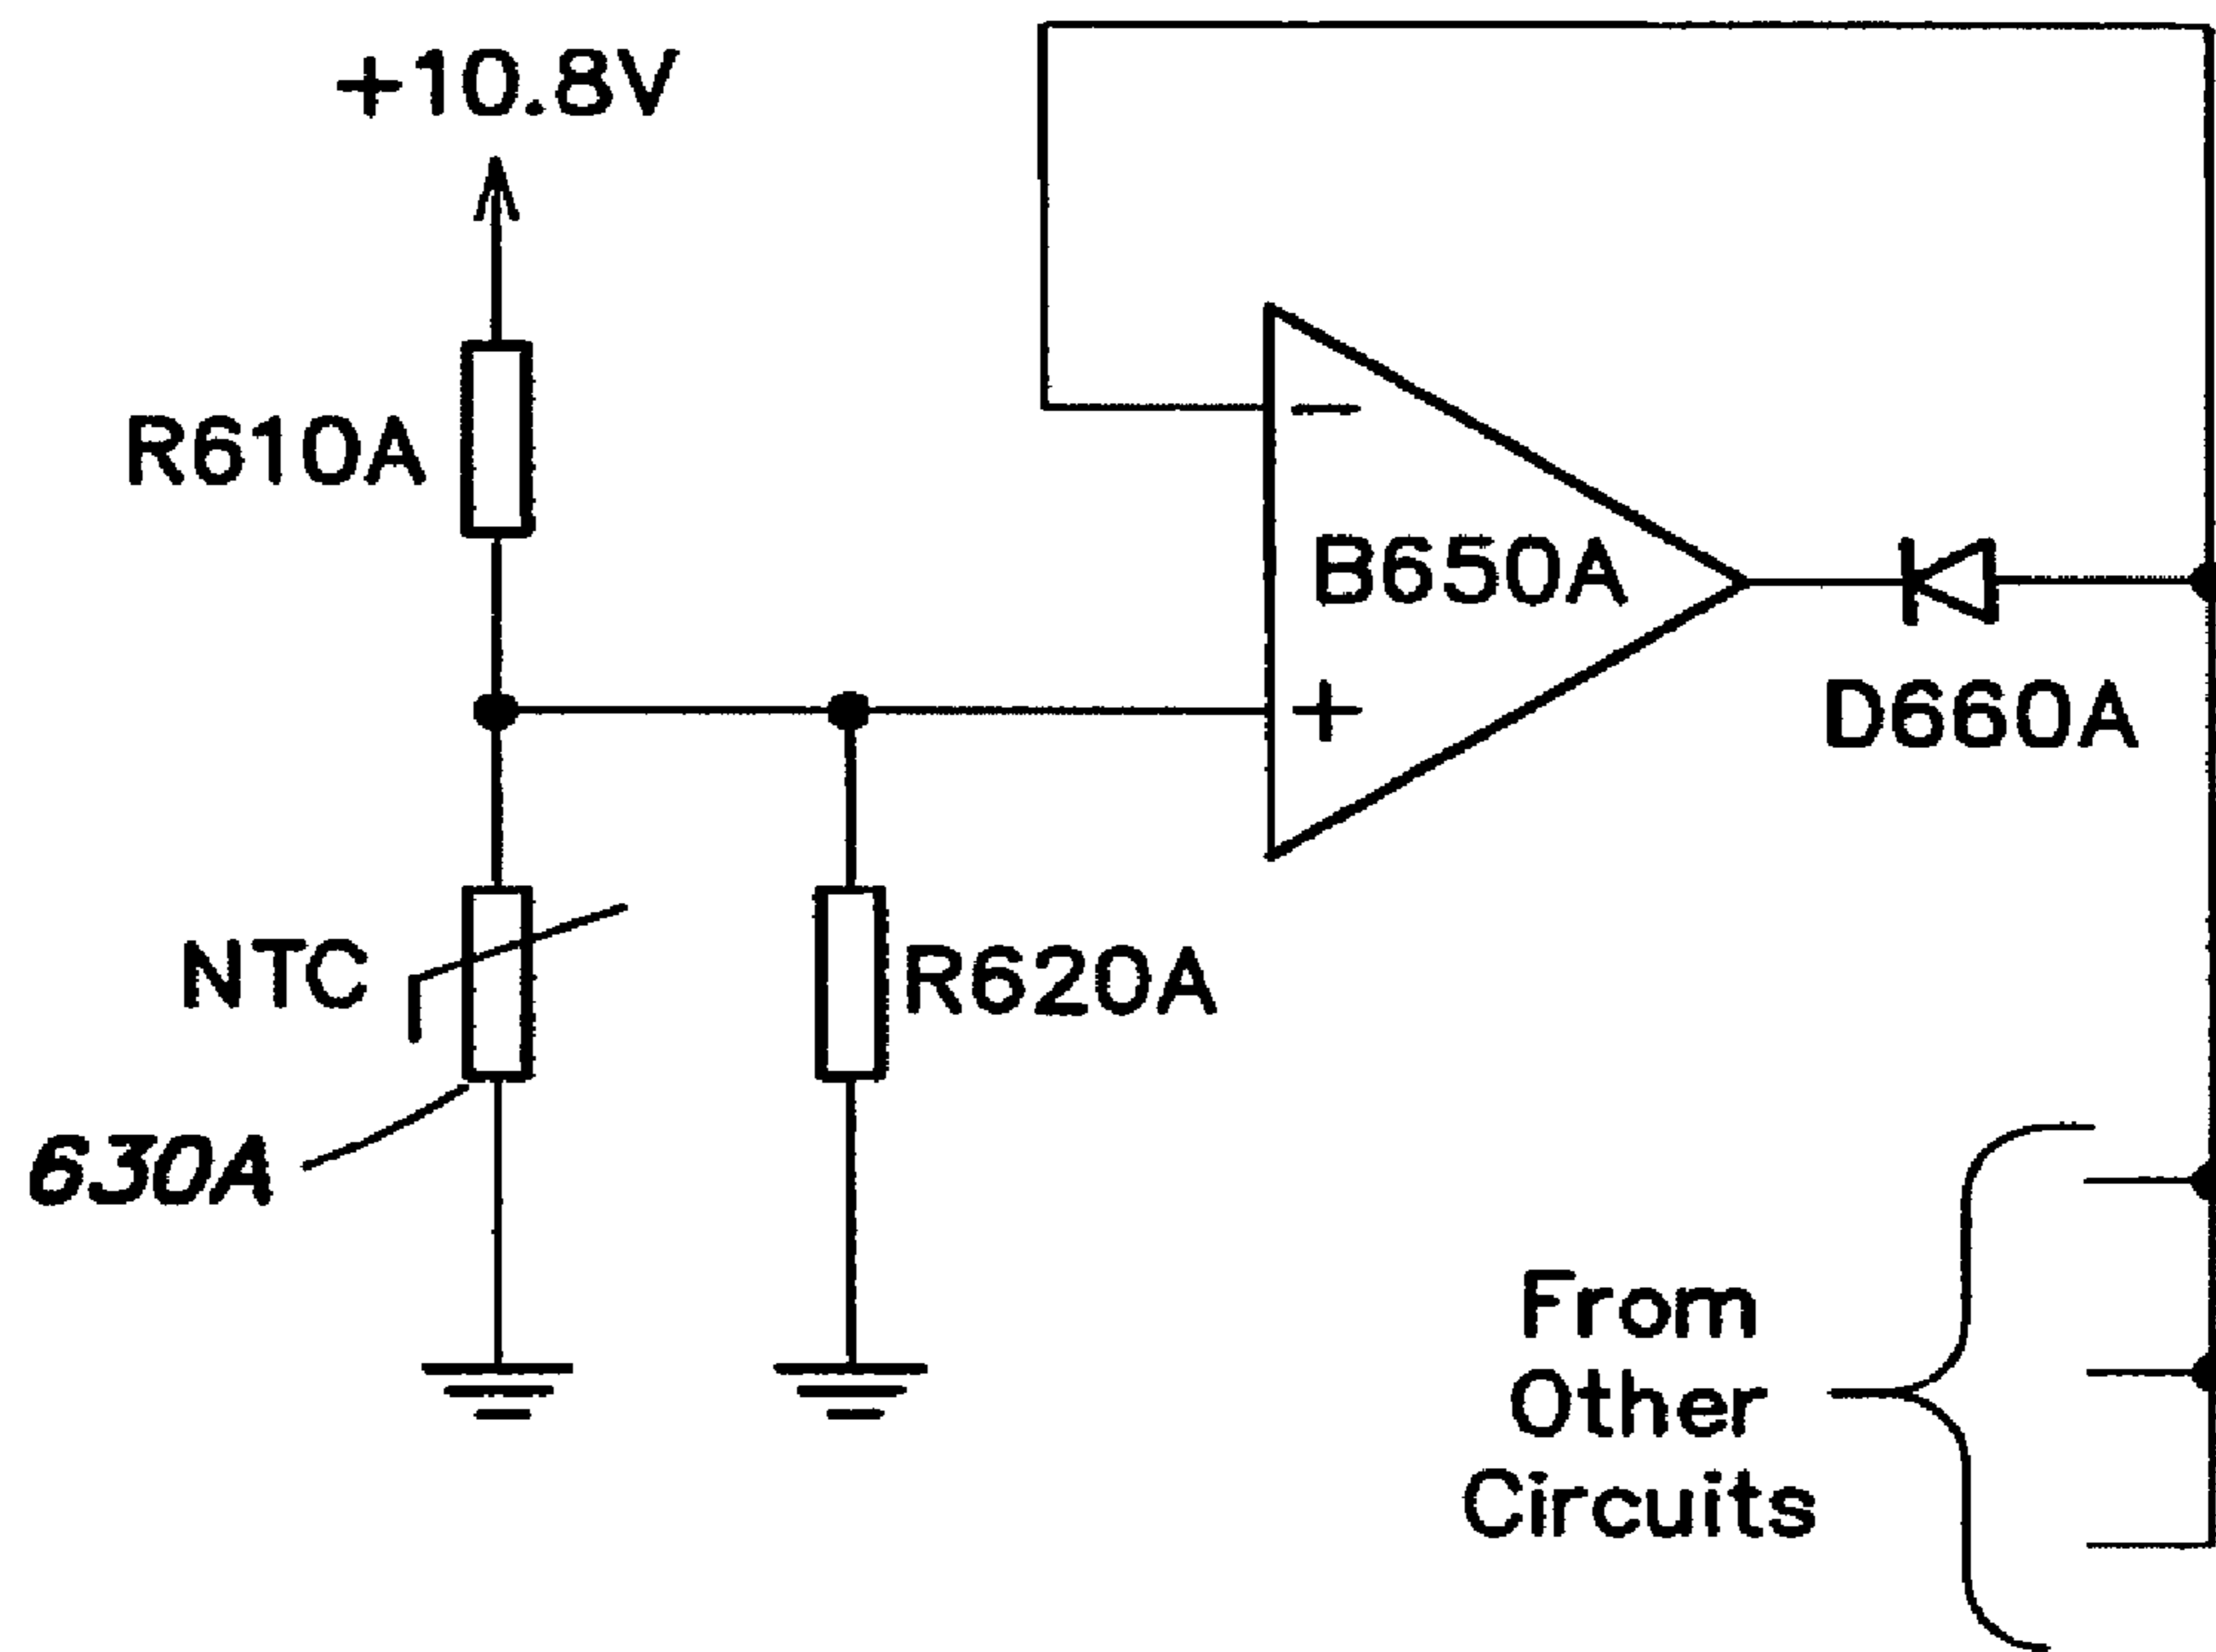 +10.8V
R610A
B650A
D660A
NTC
R620A
630A
From
Other
Circuits